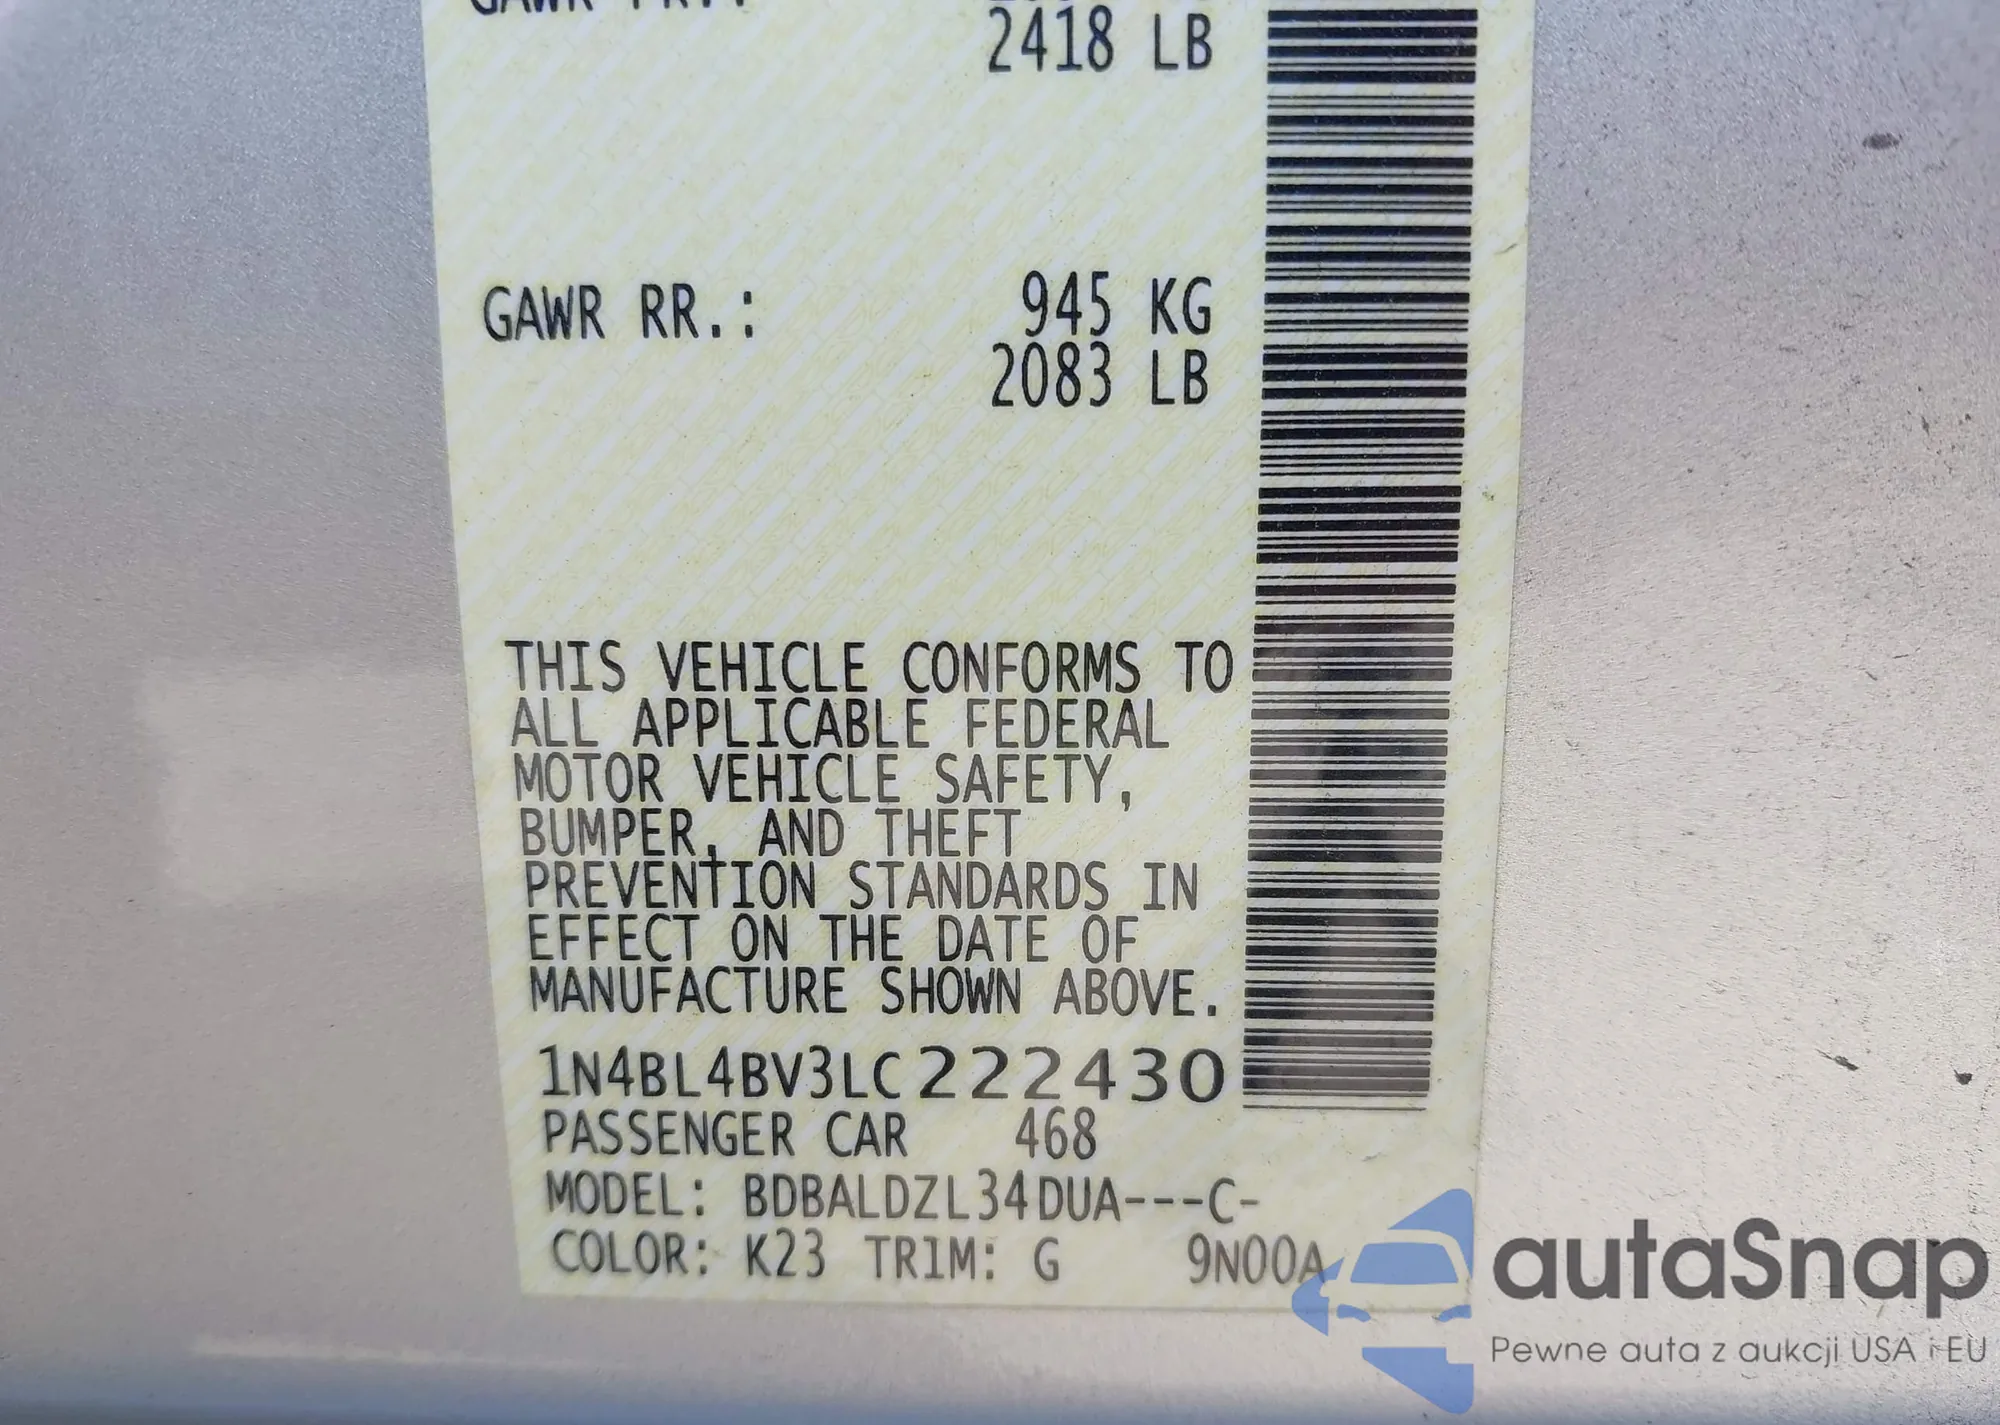 GAWR FR.:
2418 LB
GAWR RR.: 945 KG
2083 LB
THIS VEHICLE CONFORMS TO
ALL APPLICABLE FEDERAL
MOTOR VEHICLE SAFETY,
BUMPER, AND THEFT
PREVENTION STANDARDS IN
EFFECT ON THE DATE OF
MANUFACTURE SHOWN ABOVE.
1N4BL4BV3LC222430
PASSENGER CAR 468
MODEL: BDBALDZL34DUA---C-
COLOR: K23 TRIM: G 9N00A
autaSnap
Pewne auta z aukcji USA i EU